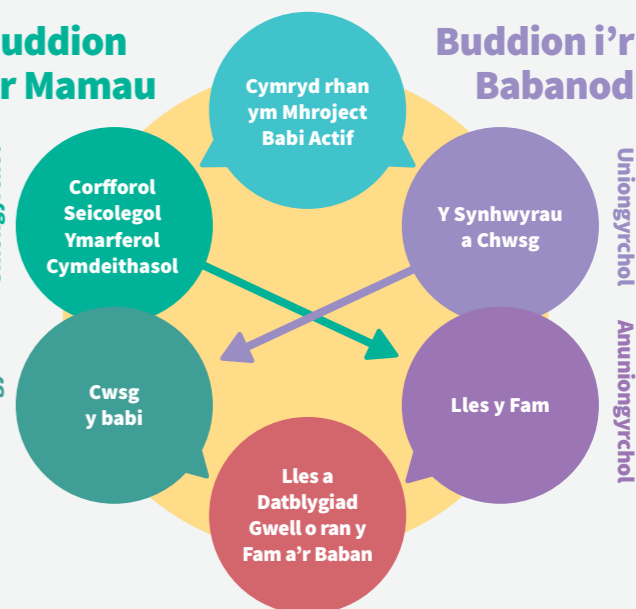 uddion
r Mamau
Buddion i’r
Babanod
Cymryd rhan
ym Mhroject
Babi Actif
Corfforol
Seicolegol
Ymarferol
Cymdeithasol
Y Synhwyrau
a Chwsg
Uniongyrchol
Cwsg
y babi
Lles y Fam
Anuniongyrchol
Lles a
Datblygiad
Gwell o ran y
Fam a’r Baban